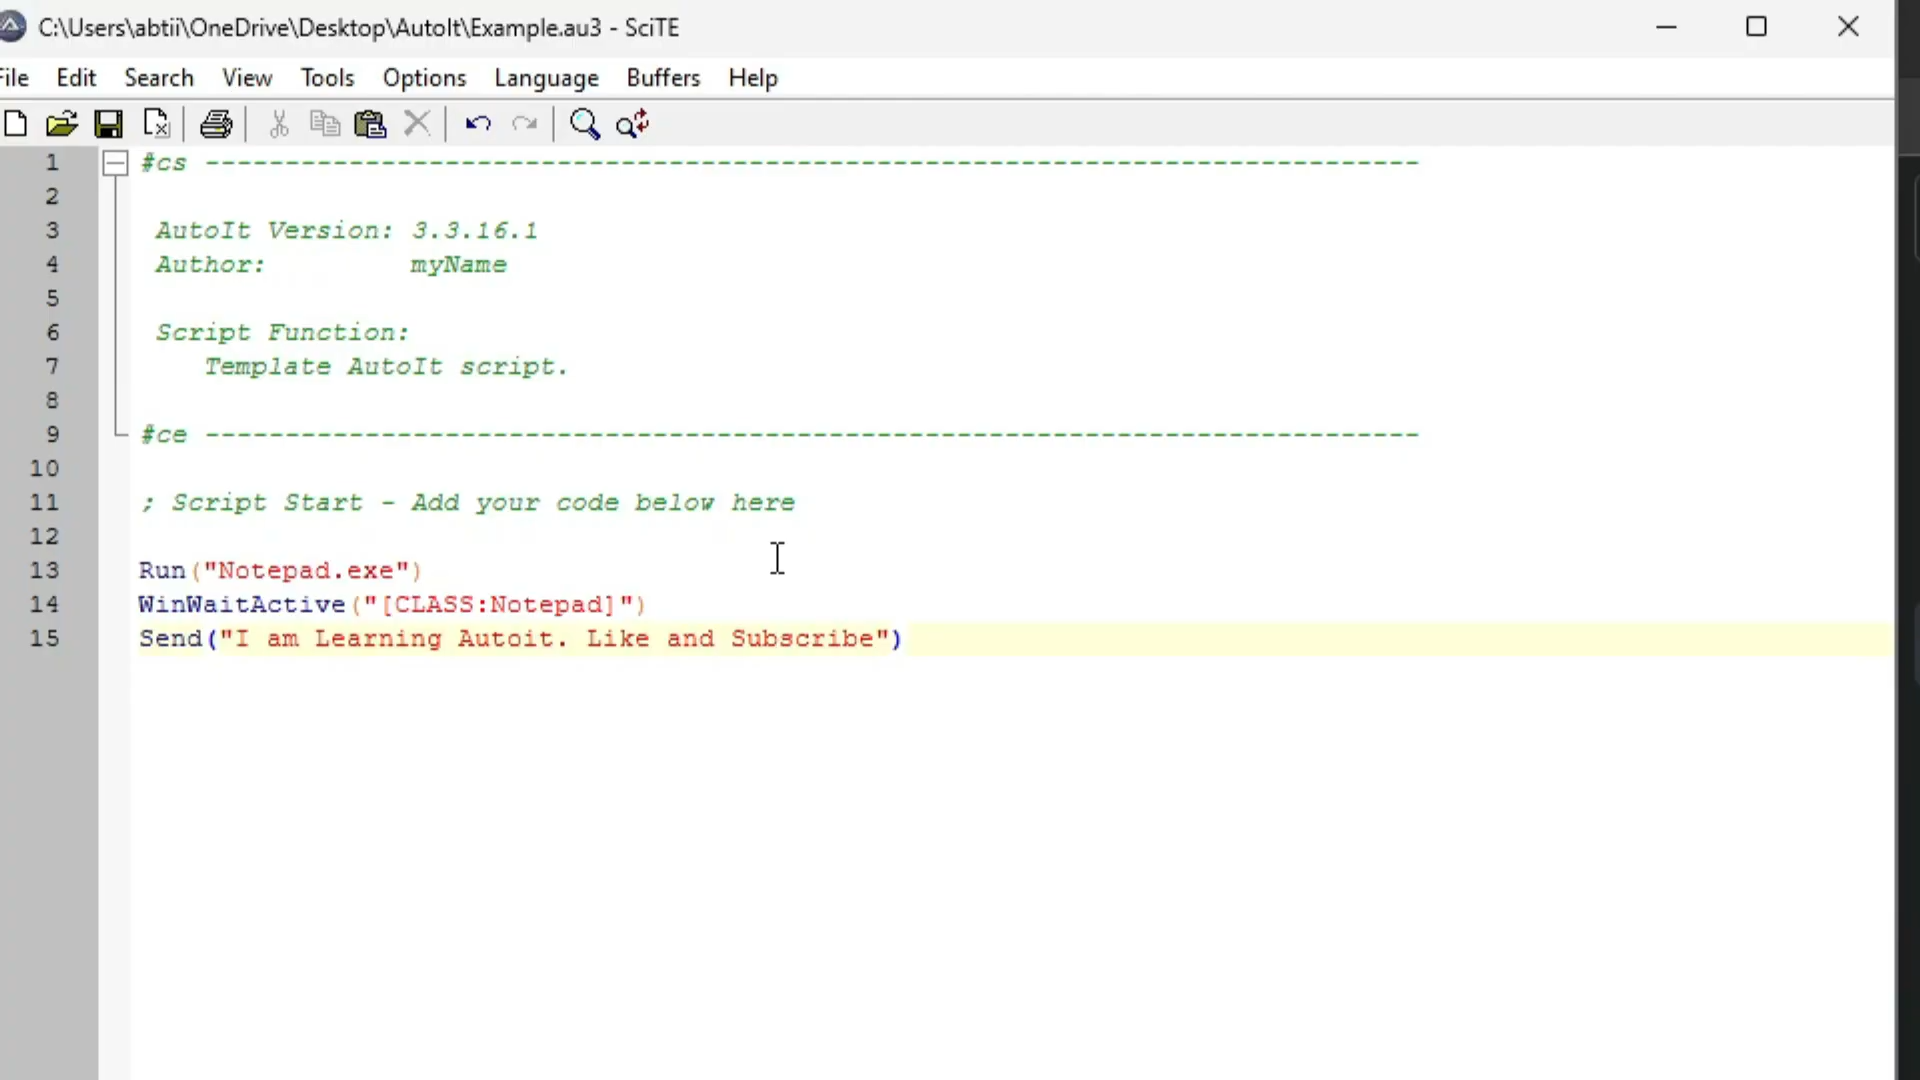 C:\Users\abtii\OneDrive\Desktop\AutoIt\Example.au3 - SciTE
File Edit Search View Tools Options Language Buffers Help
1 #cs ----------------------------------------------------------------------------
2
3 AutoIt Version: 3.3.16.1
4 Author: myName
5
6 Script Function:
7 Template AutoIt script.
8
9 #ce ----------------------------------------------------------------------------
10
11 ; Script Start - Add your code below here
12
13 Run("Notepad.exe")
14 WinWaitActive("[CLASS:Notepad]")
15 Send("I am Learning Autoit. Like and Subscribe")